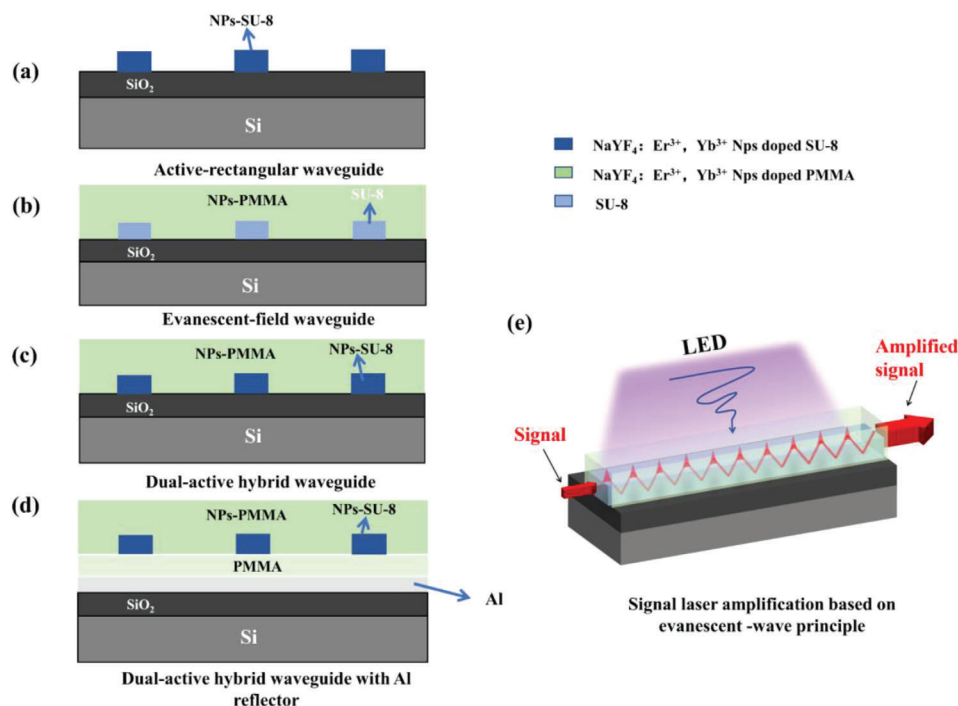 (a)
NPs-SU-8
SiO₂
Si
Active-rectangular waveguide
(b)
NPs-PMMA
SU-8
SiO₂
Si
Evanescent-field waveguide
(c)
NPs-PMMA
NPs-SU-8
SiO₂
Si
Dual-active hybrid waveguide
(d)
NPs-PMMA
NPs-SU-8
PMMA
Al
SiO₂
Si
Dual-active hybrid waveguide with Al
reflector
NaYF₄: Er³⁺, Yb³⁺ Nps doped SU-8
NaYF₄: Er³⁺, Yb³⁺ Nps doped PMMA
SU-8
(e)
LED
Amplified
signal
Signal
Signal laser amplification based on
evanescent -wave principle